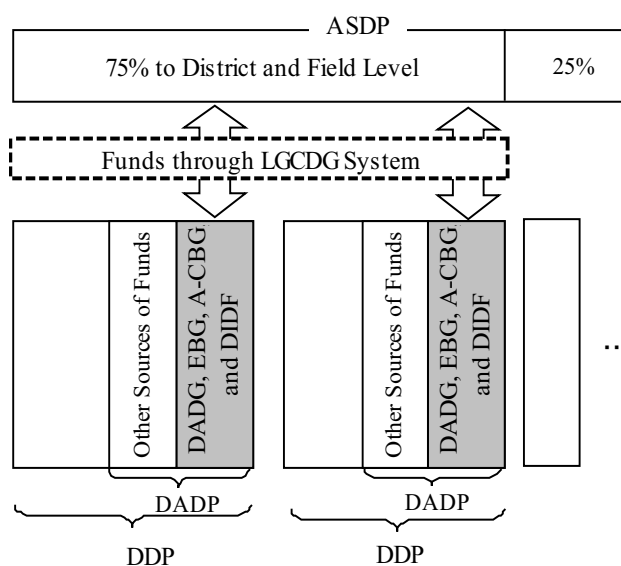 ASDP
75% to District and Field Level
25%
Funds through LGCDG System
Other Sources of Funds
DADG, EBG, A-CBG,
and DIDF
Other Sources of Funds
DADG, EBG, A-CBG,
and DIDF
..
DADP
DADP
DDP
DDP